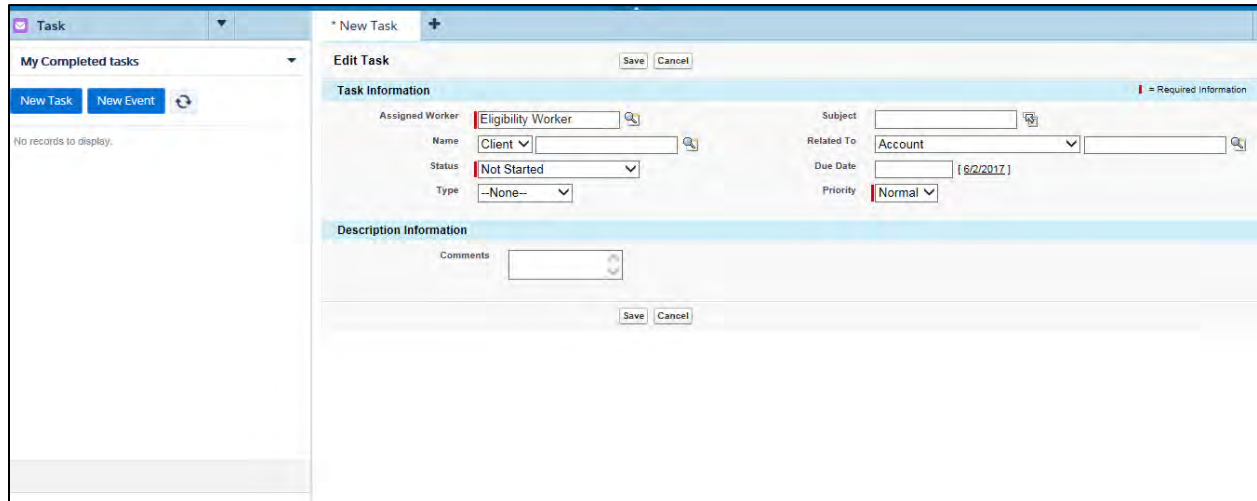 Task
* New Task +
My Completed tasks
Edit Task Save Cancel
Task Information = Required Information
New Task New Event
Assigned Worker Eligibility Worker Subject
No records to display.
Name Client Related To Account
Status Not Started Due Date [ 6/2/2017 ]
Type --None-- Priority Normal
Description Information
Comments
Save Cancel